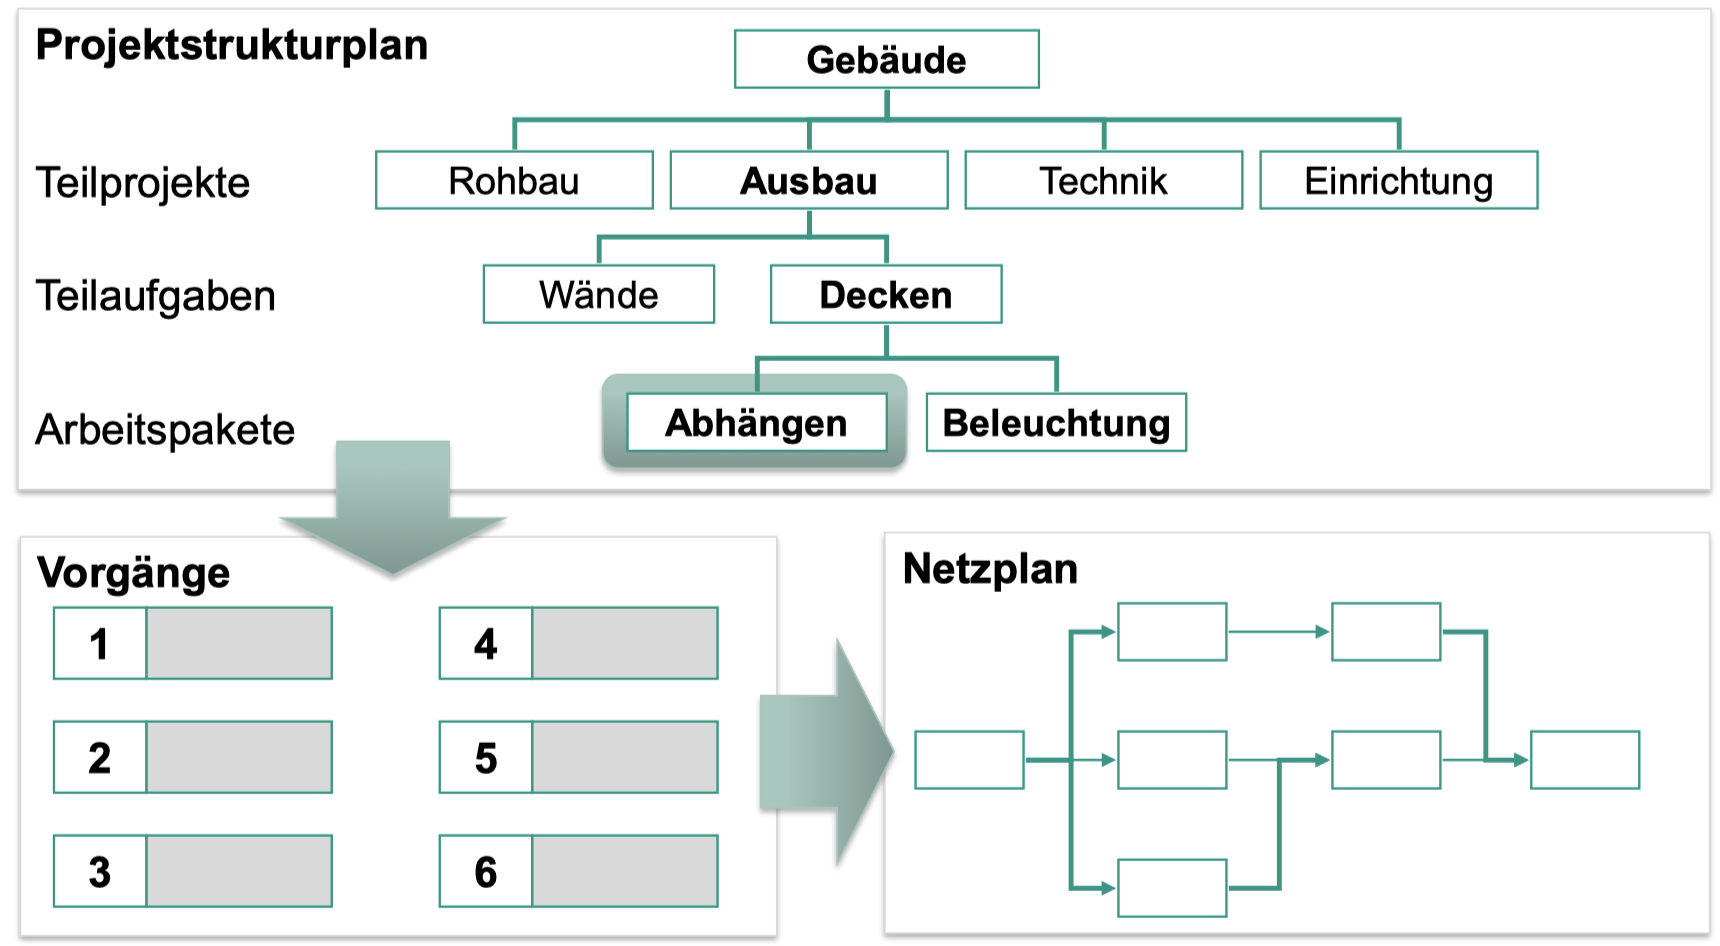 Projektstrukturplan
Gebäude
Teilprojekte
Rohbau
Ausbau
Technik
Einrichtung
Teilaufgaben
Wände
Decken
Arbeitspakete
Abhängen
Beleuchtung
Vorgänge
1
4
2
5
3
6
Netzplan